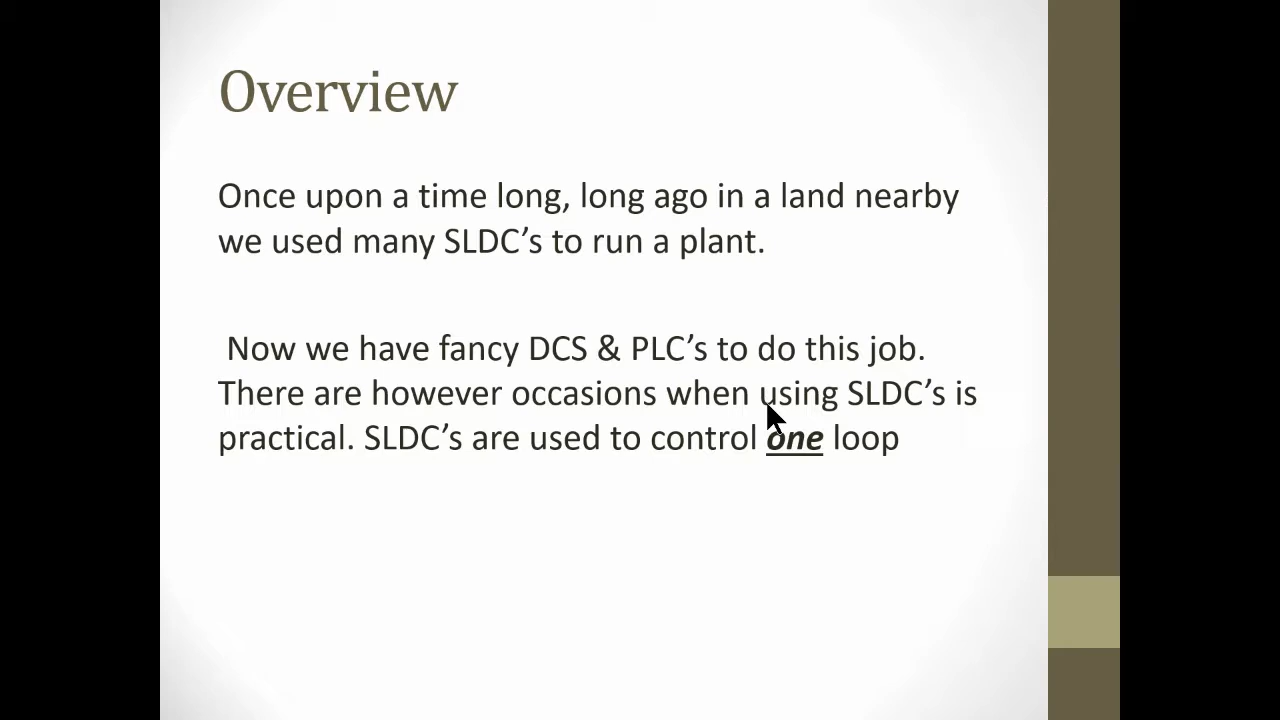 Overview
Once upon a time long, long ago in a land nearby
we used many SLDC’s to run a plant.
Now we have fancy DCS & PLC’s to do this job.
There are however occasions when using SLDC’s is
practical. SLDC’s are used to control one loop